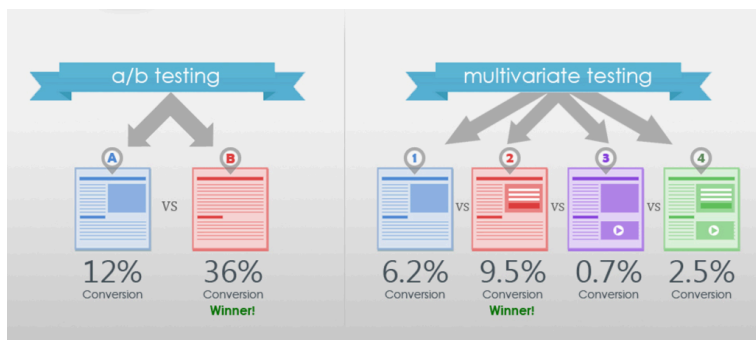 a/b testing
A
B
VS
12%
36%
Conversion
Conversion
Winner!
multivariate testing
1
2
3
4
VS
VS
VS
6.2%
9.5%
0.7%
2.5%
Conversion
Conversion
Conversion
Conversion
Winner!